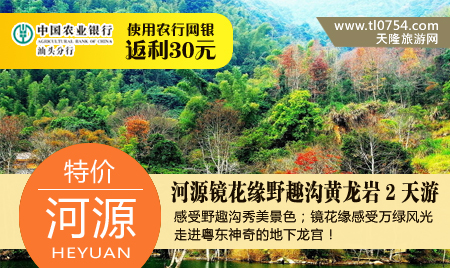 中国农业银行
AGRICULTURAL BANK OF CHINA
汕头分行
使用农行网银
返利30元
www.tl0754.com
天隆旅游网
特价
河源
HEYUAN
河源镜花缘野趣沟黄龙岩2天游
感受野趣沟秀美景色；镜花缘感受万绿风光
走进粤东神奇的地下龙宫！